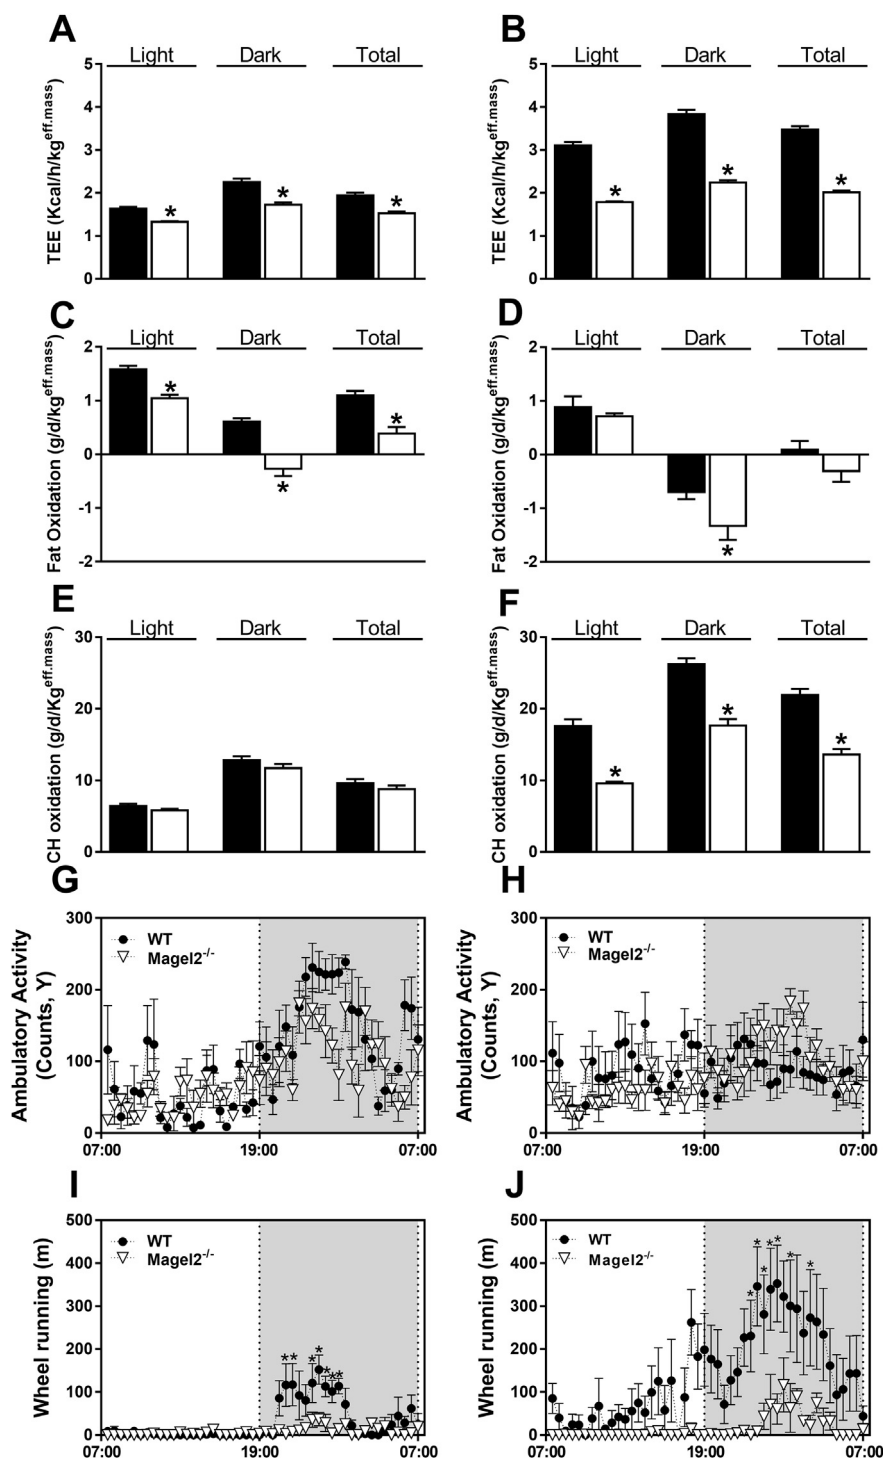 A
Light Dark Total
TEE (Kcal/h/kg^eff.mass)
5
4
3
2
1
0
* * *
B
Light Dark Total
TEE (Kcal/h/kg^eff.mass)
5
4
3
2
1
0
* * *
C
Light Dark Total
Fat Oxidation (g/d/kg^eff.mass)
2
1
0
-1
-2
* * *
D
Light Dark Total
Fat Oxidation (g/d/kg^eff.mass)
2
1
0
-1
-2
*
E
Light Dark Total
CH oxidation (g/d/Kg^eff.mass)
30
20
10
0
F
Light Dark Total
CH oxidation (g/d/Kg^eff.mass)
30
20
10
0
* * *
G
Ambulatory Activity
(Counts, Y)
300
200
100
0
WT
Magel2^-/-
07:00 19:00 07:00
H
Ambulatory Activity
(Counts, Y)
300
200
100
0
WT
Magel2^-/-
07:00 19:00 07:00
I
Wheel running (m)
500
400
300
200
100
0
WT
Magel2^-/-
** * * * * *
07:00 19:00 07:00
J
Wheel running (m)
500
400
300
200
100
0
WT
Magel2^-/-
* * * * * * *
07:00 19:00 07:00